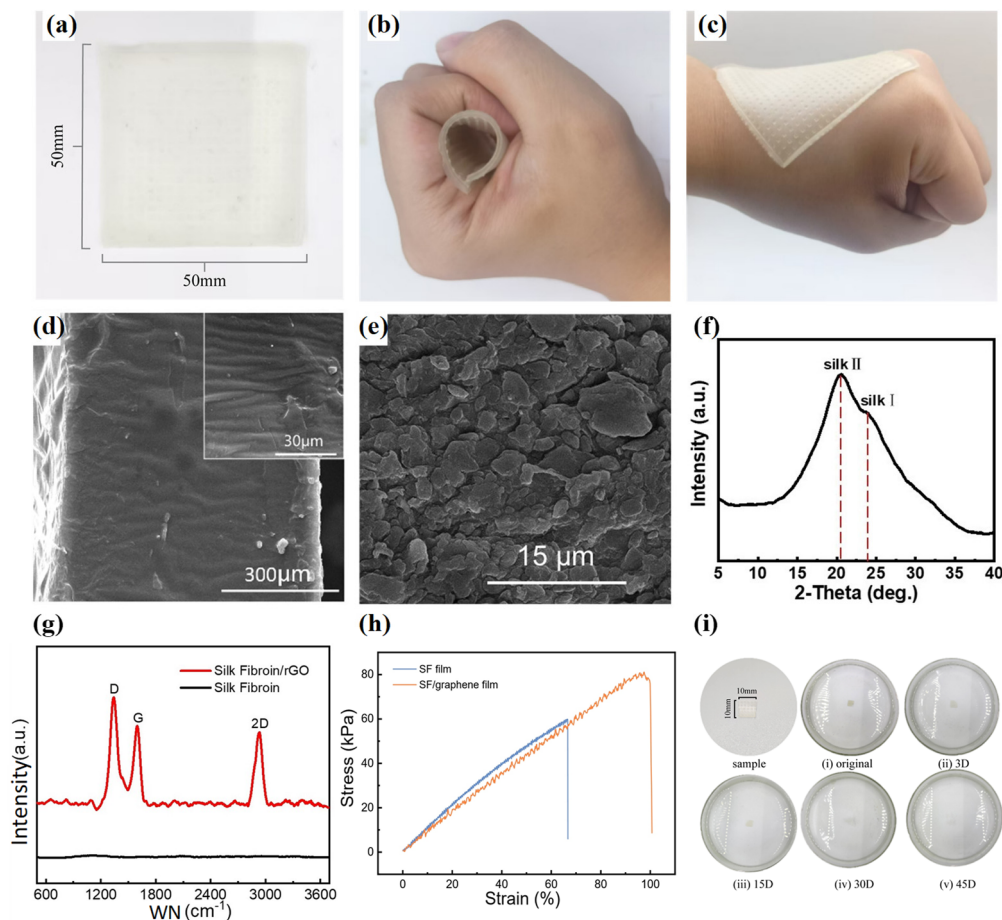 (a)
50mm
50mm
(b)
(c)
(d)
30μm
300μm
(e)
15 μm
(f)
silk Ⅱ
silk Ⅰ
Intensity (a.u.)
5 10 15 20 25 30 35 40
2-Theta (deg.)
(g)
Silk Fibroin/rGO
Silk Fibroin
D
G
2D
Intensity(a.u.)
600 1200 1800 2400 3000 3600
WN(cm⁻¹)
(h)
SF film
SF/graphene film
80
60
40
20
0
Stress (kPa)
0 20 40 60 80 100
Strain (%)
(i)
10mm
10mm
sample
(i) original
(ii) 3D
(iii) 15D
(iv) 30D
(v) 45D